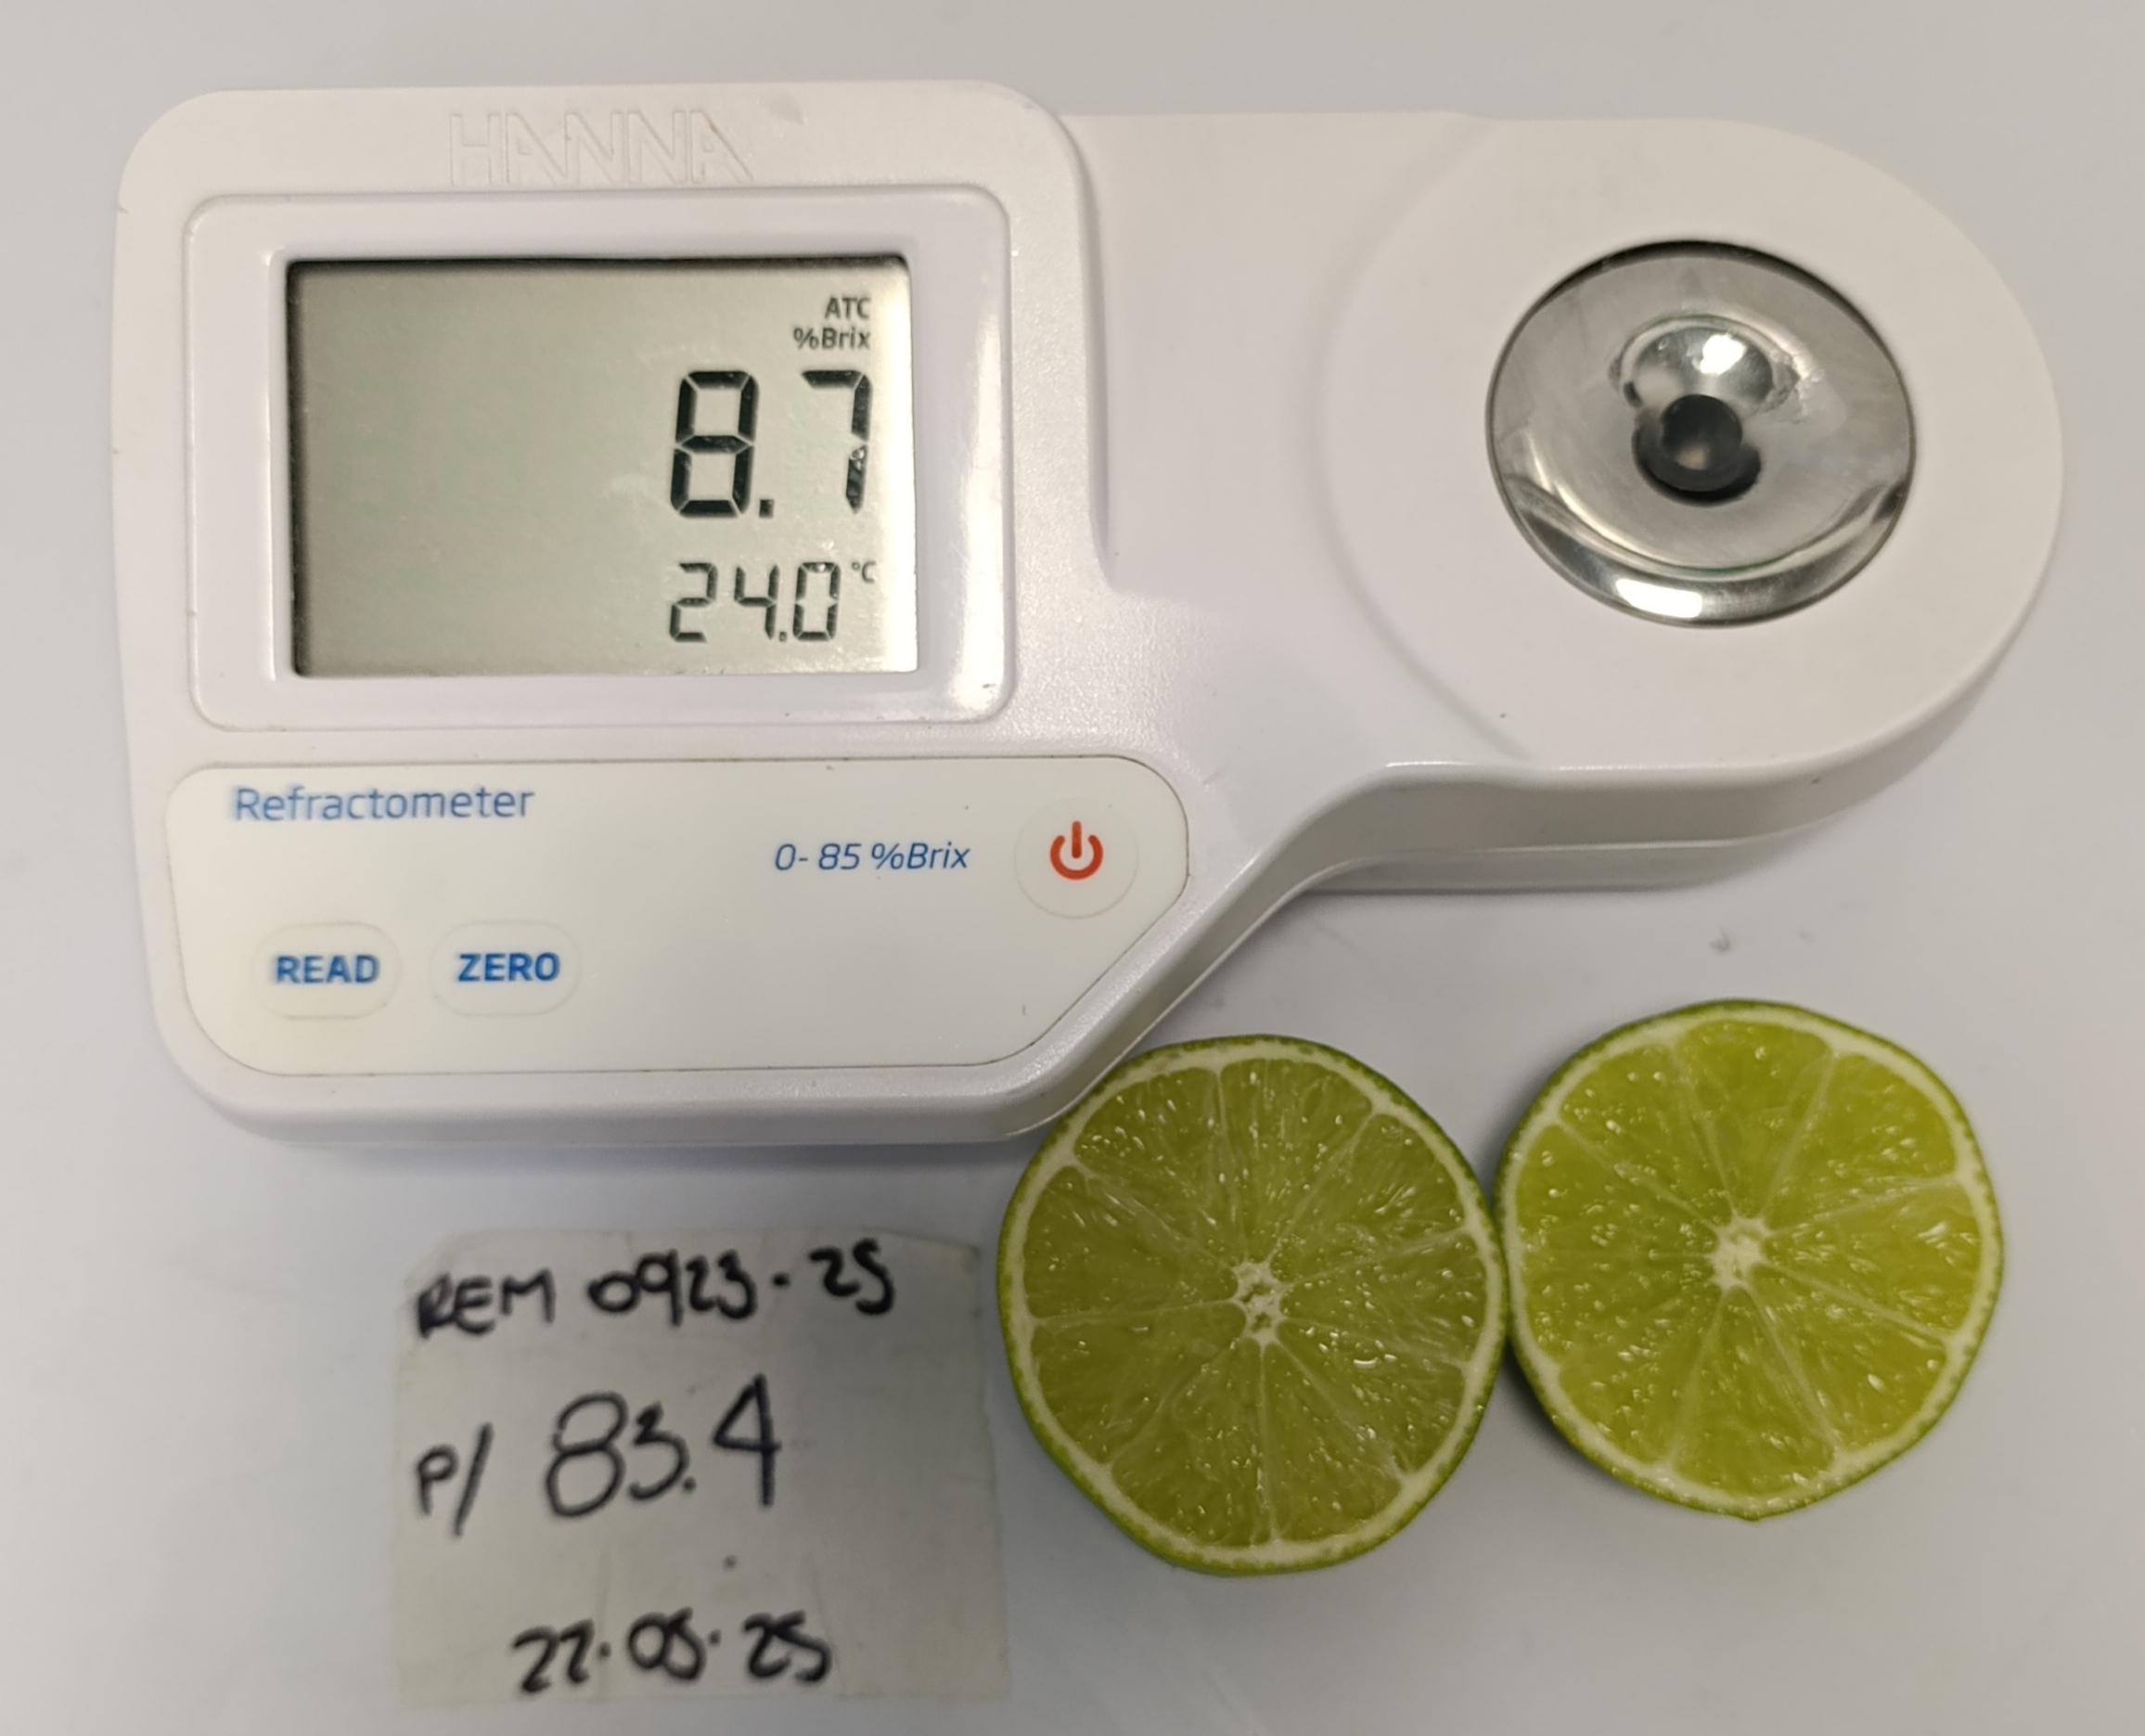 HANNA
ATC
%Brix
8.7
24.0 °C
Refractometer
0-85 %Brix
READ ZERO
REM 0923-25
P/ 83.4
22.05.25